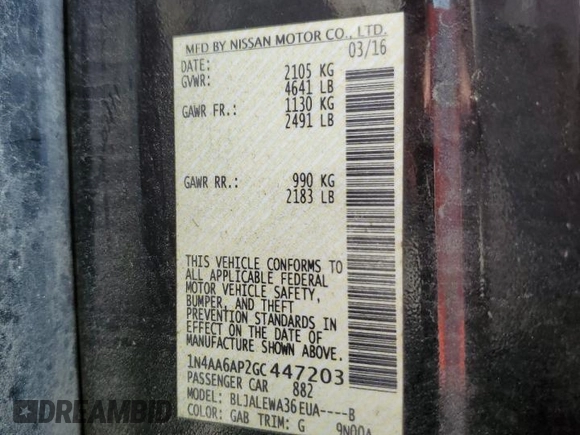 MFD BY NISSAN MOTOR CO., LTD.
DATE: 03/16
GVWR: 2105 KG
4641 LB
GAWR FR.: 1130 KG
2491 LB
GAWR RR.: 990 KG
2183 LB
THIS VEHICLE CONFORMS TO
ALL APPLICABLE FEDERAL
MOTOR VEHICLE SAFETY,
BUMPER, AND THEFT
PREVENTION STANDARDS IN
EFFECT ON THE DATE OF
MANUFACTURE SHOWN ABOVE.
1N4AA6AP2GC447203
PASSENGER CAR 882
MODEL: BLJALEWA36EUA----B
COLOR: GAB TRIM: G 9N00A
REVEAL.AUTO